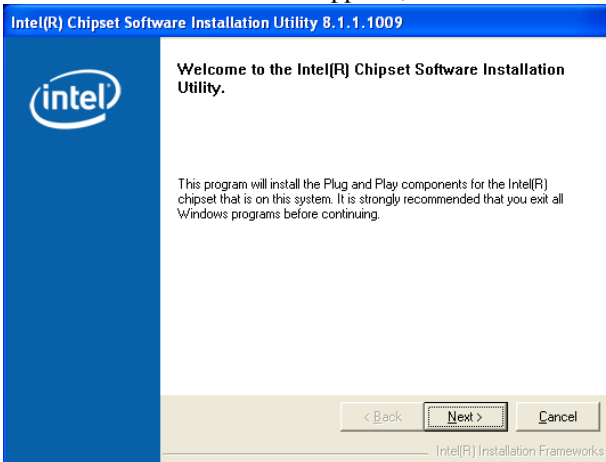 Intel(R) Chipset Software Installation Utility 8.1.1.1009
intel
Welcome to the Intel(R) Chipset Software Installation
Utility.
This program will install the Plug and Play components for the Intel(R)
chipset that is on this system. It is strongly recommended that you exit all
Windows programs before continuing.
< Back
Next >
Cancel
Intel(R) Installation Frameworks